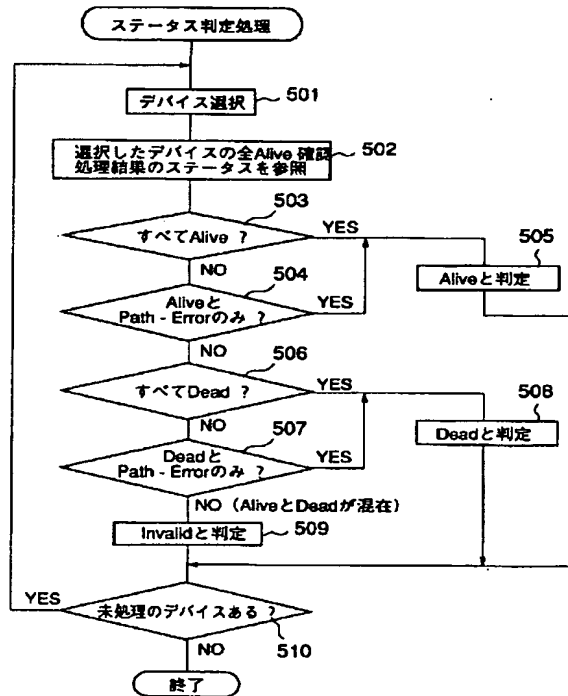 ステータス判定処理
デバイス選択
501
選択したデバイスの全Alive 確認
処理結果のステータスを参照
502
503
すべてAlive ?
YES
NO
504
Aliveと
Path - Errorのみ ?
YES
NO
505
Aliveと判定
506
すべてDead ?
YES
NO
507
Deadと
Path - Errorのみ ?
YES
508
Deadと判定
NO (AliveとDeadが混在)
Invalidと判定
509
YES
未処理のデバイスある ?
510
NO
終了